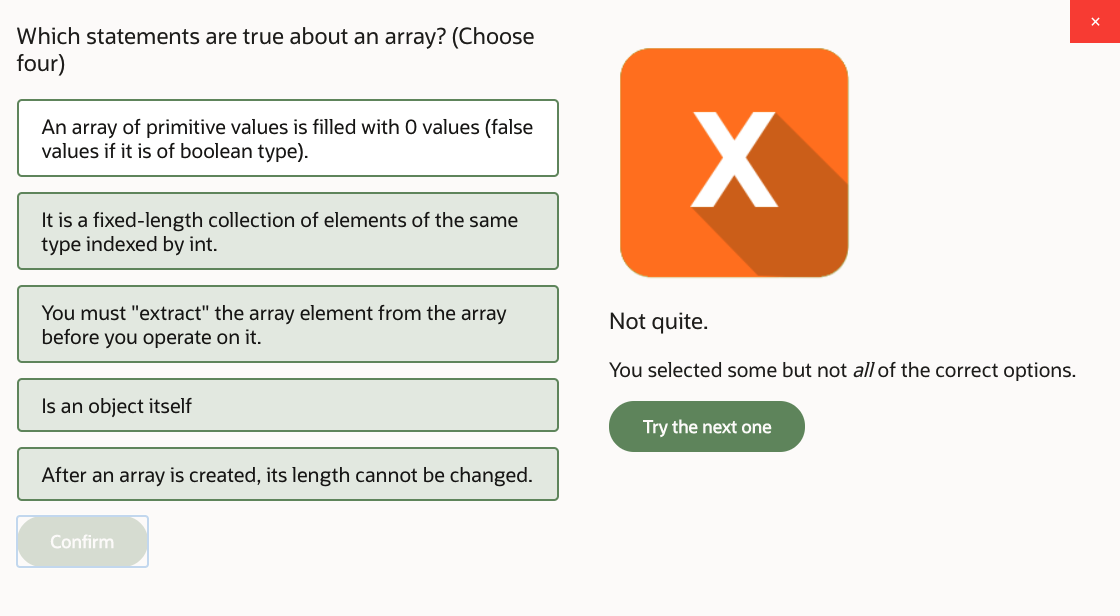 Which statements are true about an array? (Choose
four)
An array of primitive values is filled with 0 values (false
values if it is of boolean type).
It is a fixed-length collection of elements of the same
type indexed by int.
You must "extract" the array element from the array
before you operate on it.
Is an object itself
After an array is created, its length cannot be changed.
Confirm
×
X
Not quite.
You selected some but not all of the correct options.
Try the next one